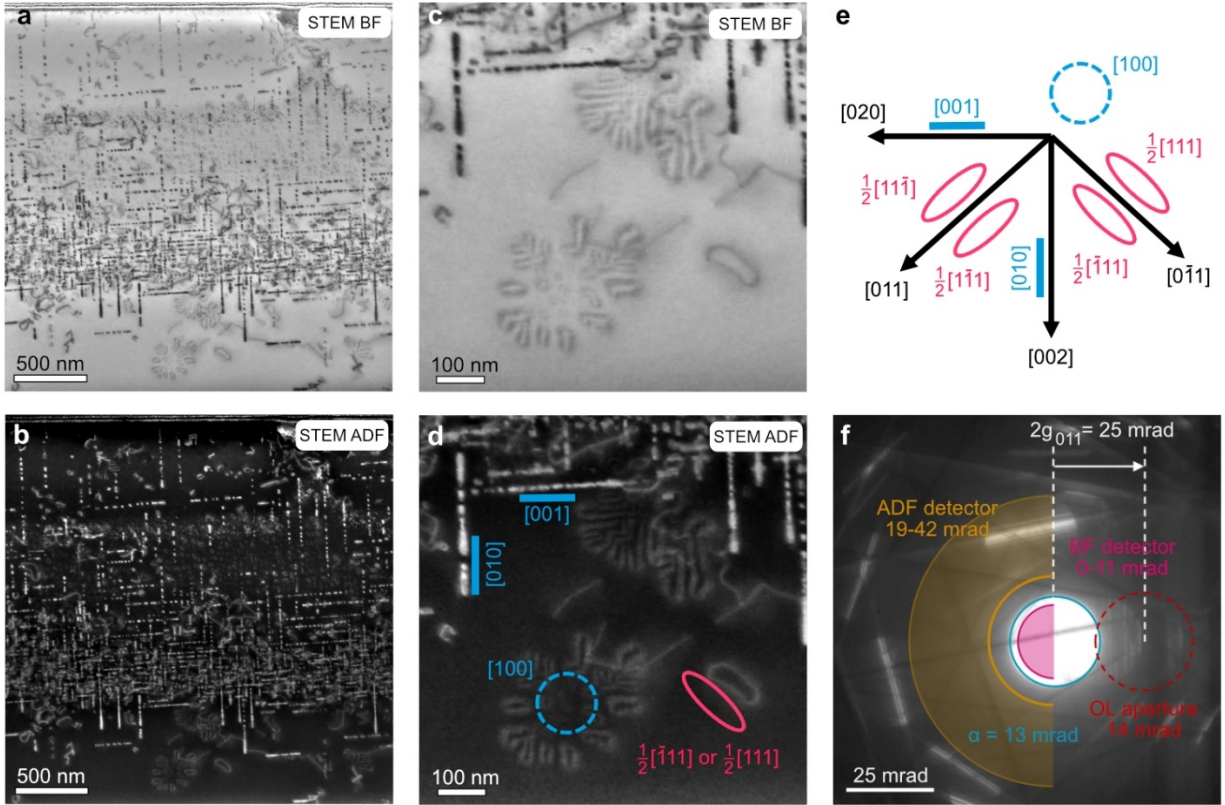 a
STEM BF
500 nm
b
STEM ADF
500 nm
c
STEM BF
100 nm
d
STEM ADF
[001]
[010]
[100]
½[1̄11] or ½[111]
100 nm
e
[100]
[001]
[020]
½[111̄]
½[111]
½[11̄1]
½[1̄11]
[011]
[010]
[01̄1]
[002]
f
2g011 = 25 mrad
ADF detector
19-42 mrad
BF detector
0-11 mrad
OL aperture
14 mrad
α = 13 mrad
25 mrad